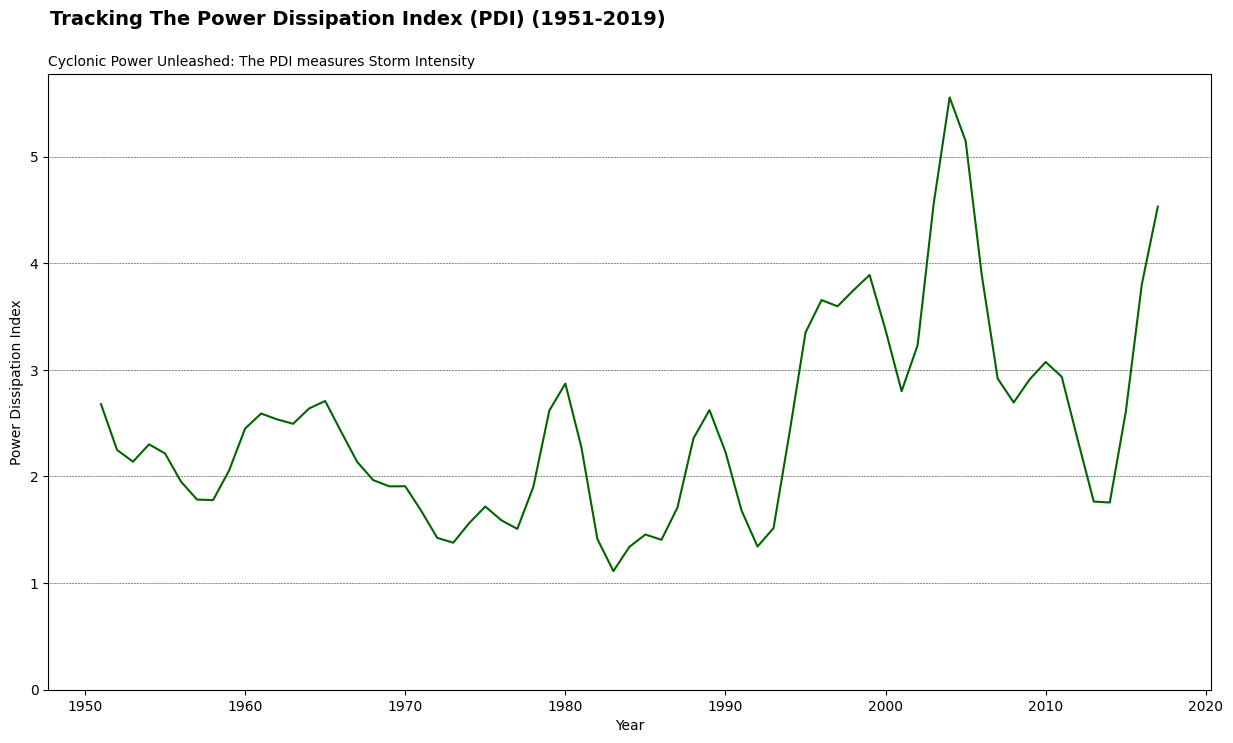 Tracking The Power Dissipation Index (PDI) (1951-2019)
Cyclonic Power Unleashed: The PDI measures Storm Intensity
Power Dissipation Index
5
4
3
2
1
0
1950 1960 1970 1980 1990 2000 2010 2020
Year